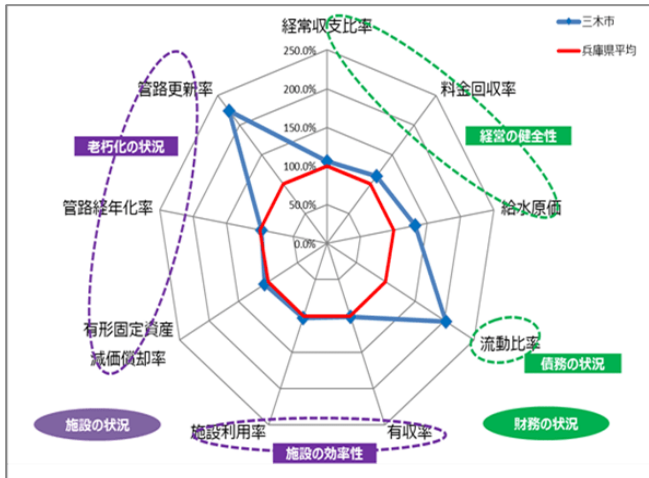 経常収支比率
250.0%
200.0%
150.0%
100.0%
50.0%
0.0%
三木市
兵庫県平均
管路更新率
料金回収率
老朽化の状況
経営の健全性
管路経年化率
給水原価
有形固定資産
減価償却率
流動比率
債務の状況
施設の状況
施設利用率
有収率
財務の状況
施設の効率性